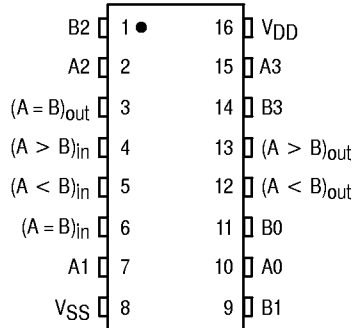 B2 1 16 VDD
A2 2 15 A3
(A = B)out 3 14 B3
(A > B)in 4 13 (A > B)out
(A < B)in 5 12 (A < B)out
(A = B)in 6 11 B0
A1 7 10 A0
VSS 8 9 B1